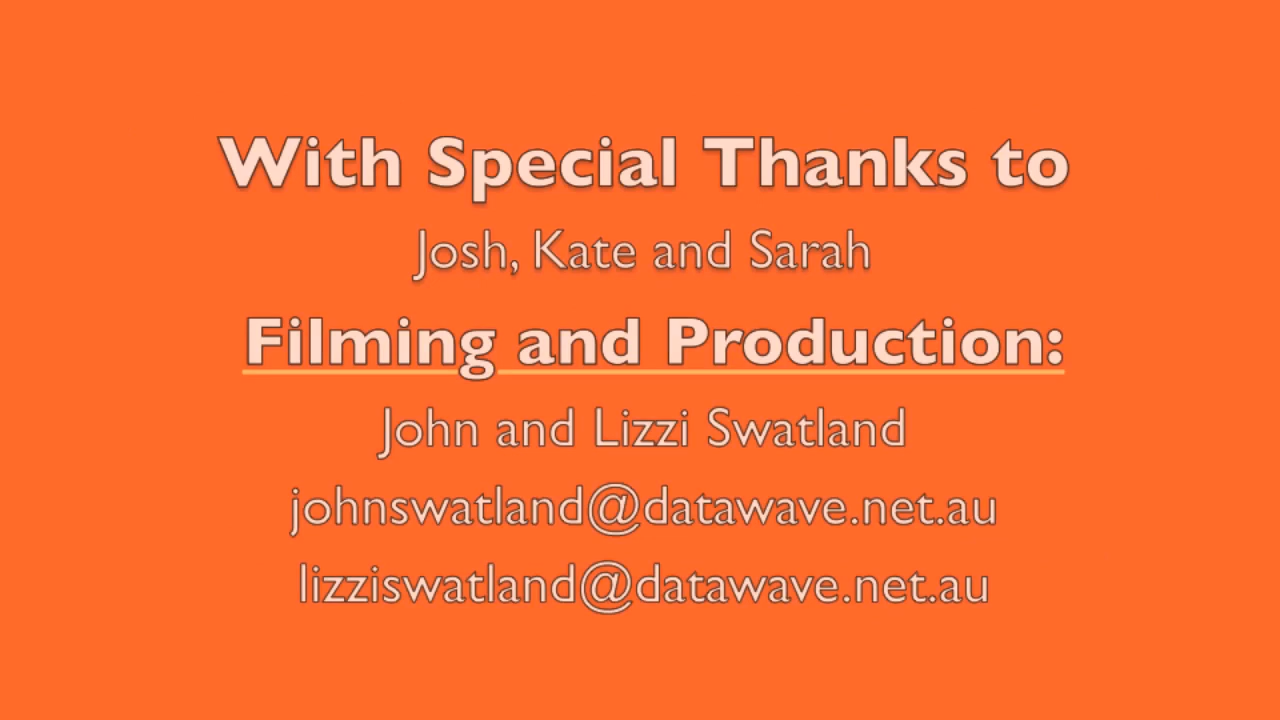 With Special Thanks to
Josh, Kate and Sarah
Filming and Production:
John and Lizzi Swatland
johnswatland@datawave.net.au
lizziswatland@datawave.net.au